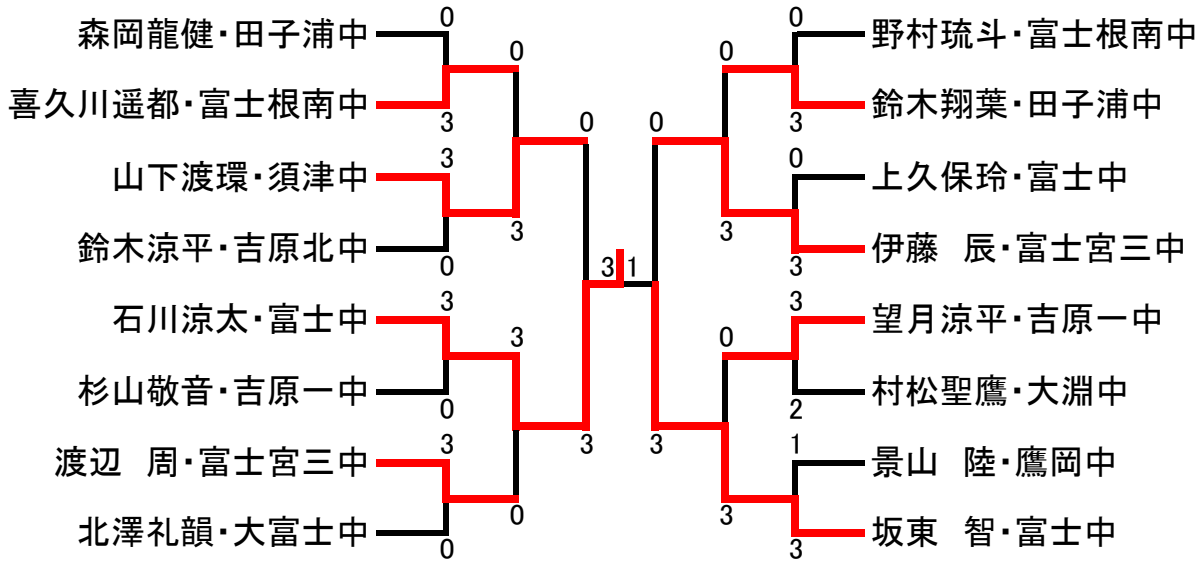 森岡龍健・田子浦中
喜久川遥都・富士根南中
山下渡環・須津中
鈴木涼平・吉原北中
石川涼太・富士中
杉山敬音・吉原一中
渡辺　周・富士宮三中
北澤礼韻・大富士中
0
3
3
0
3
0
3
0
0
3
3
0
0
3
3
1
0
3
0
3
0
3
0
3
0
3
3
2
1
3
野村琉斗・富士根南中
鈴木翔葉・田子浦中
上久保玲・富士中
伊藤　辰・富士宮三中
望月涼平・吉原一中
村松聖鷹・大淵中
景山　陸・鷹岡中
坂東　智・富士中